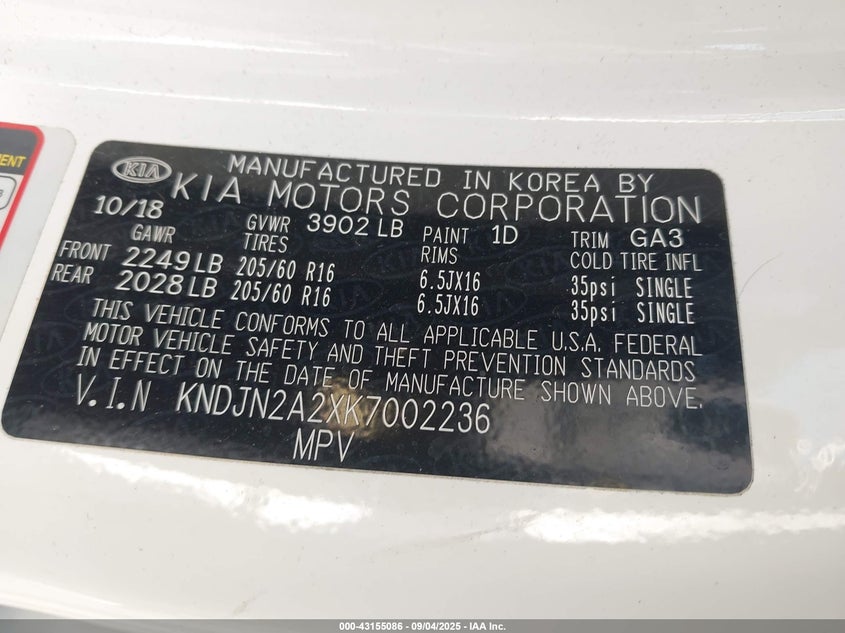 MENT
KIA
MANUFACTURED IN KOREA BY
KIA MOTORS CORPORATION
10/18 GVWR 3902 LB PAINT 1D TRIM GA3
GAWR TIRES RIMS COLD TIRE INFL
FRONT 2249 LB 205/60 R16 6.5JX16 35psi SINGLE
REAR 2028 LB 205/60 R16 6.5JX16 35psi SINGLE
THIS VEHICLE CONFORMS TO ALL APPLICABLE U.S.A. FEDERAL
MOTOR VEHICLE SAFETY AND THEFT PREVENTION STANDARDS
IN EFFECT ON THE DATE OF MANUFACTURE SHOWN ABOVE.
V.I.N KNDJN2A2XK7002236
MPV
000-43155086 - 09/04/2025 - IAA Inc.